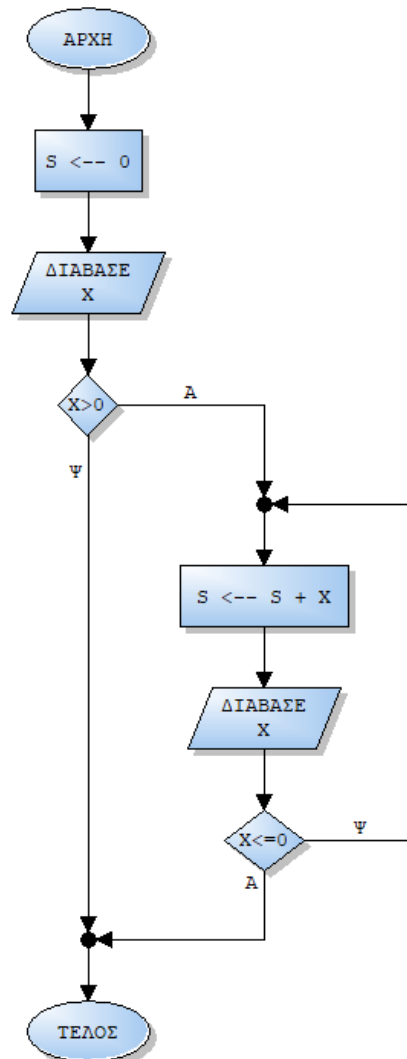 ΑΡΧΗ
S <-- 0
ΔΙΑΒΑΣΕ
X
X>0
Α
Ψ
S <-- S + X
ΔΙΑΒΑΣΕ
X
X<=0
Ψ
Α
ΤΕΛΟΣ